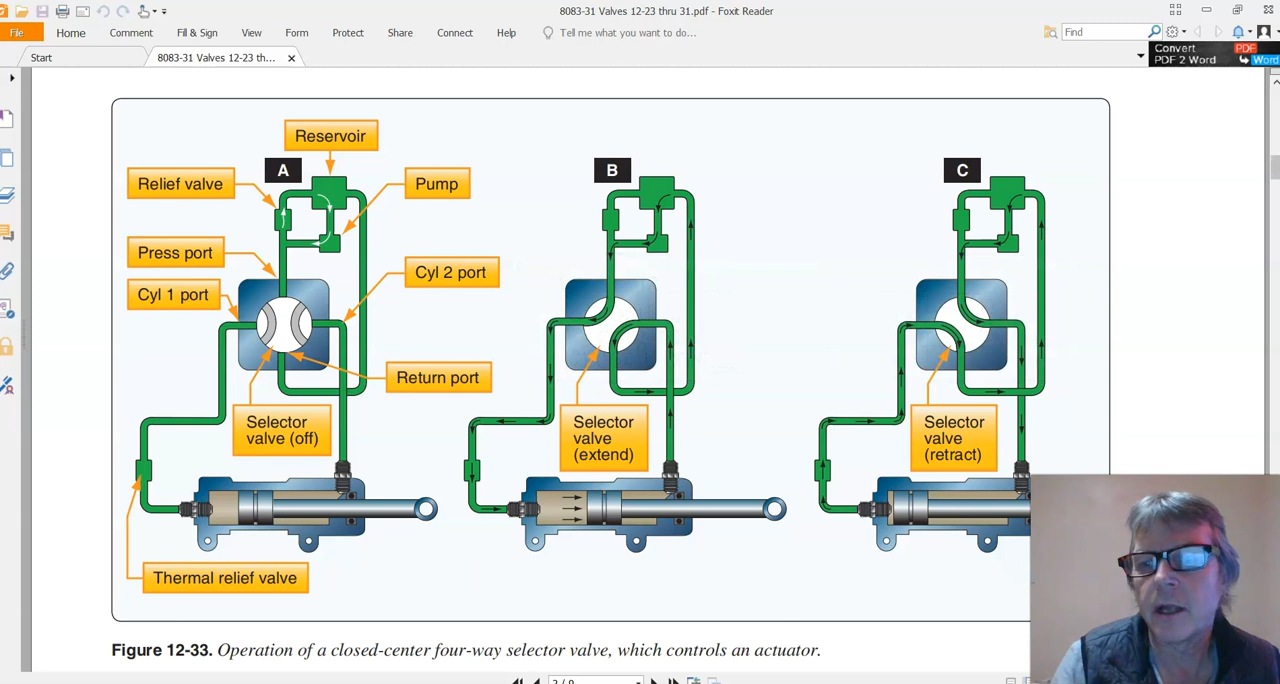 8083-31 Valves 12-23 thru 31.pdf - Foxit Reader
File Home Comment Fill & Sign View Form Protect Share Connect Help Tell me what you want to do... Find
Start 8083-31 Valves 12-23 th...
Convert PDF
PDF 2 Word Word
Reservoir
A B C
Relief valve
Pump
Press port
Cyl 2 port
Cyl 1 port
Return port
Selector
valve (off)
Selector
valve
(extend)
Selector
valve
(retract)
Thermal relief valve
Figure 12-33. Operation of a closed-center four-way selector valve, which controls an actuator.